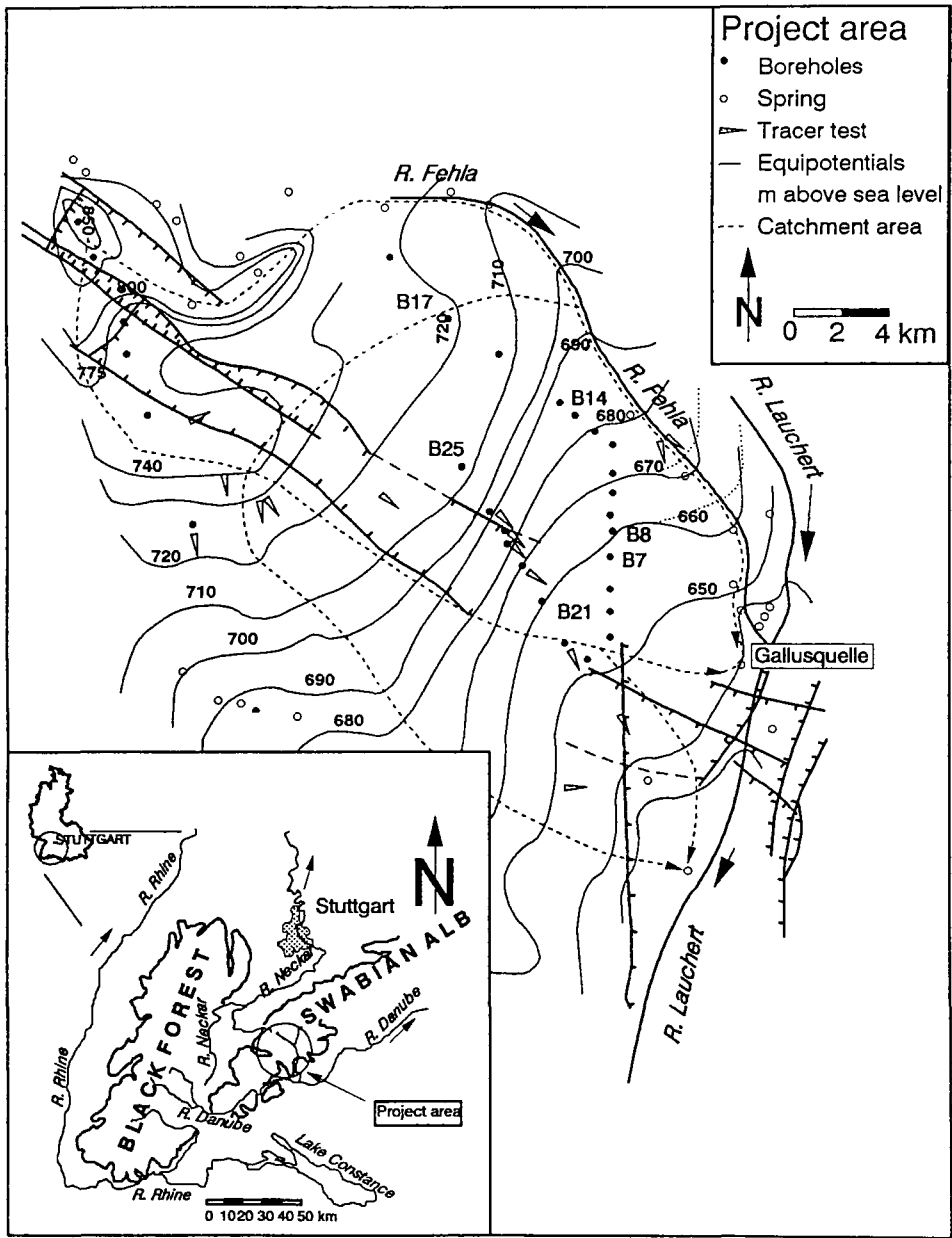 Project area
Boreholes
Spring
Tracer test
Equipotentials
m above sea level
Catchment area
N
0 2 4 km
R. Fehla
850
800
700
710
B17
720
690
775
R. Fehla
R. Lauchert
B14
680
740
B25
670
660
720
B8
B7
710
650
B21
700
Gallusquelle
690
680
R. Lauchert
STUTTGART
R. Rhine
N
Stuttgart
SWABIAN ALB
R. Neckar
BLACK FOREST
R. Neckar
R. Danube
R. Rhine
Project area
R. Danube
Lake Constance
R. Rhine
0 10 20 30 40 50 km